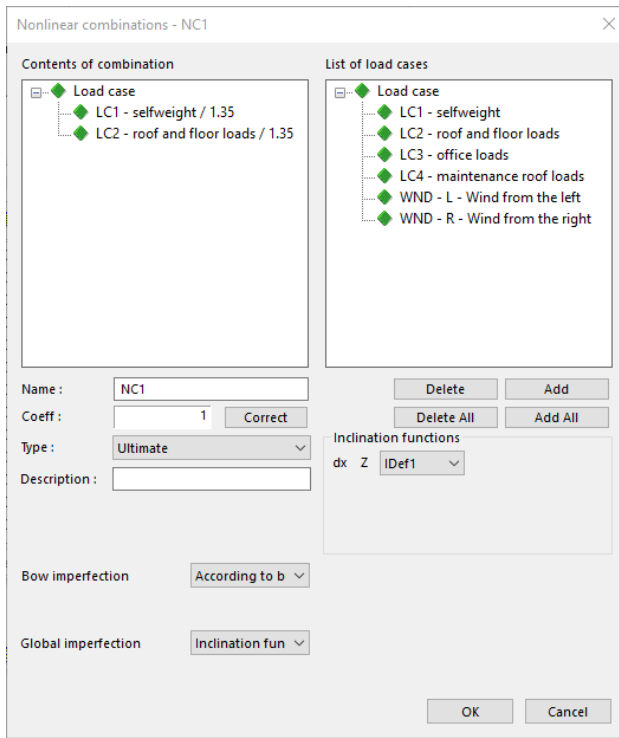 Nonlinear combinations - NC1
Contents of combination
List of load cases
Load case
LC1 - selfweight / 1.35
LC2 - roof and floor loads / 1.35
Load case
LC1 - selfweight
LC2 - roof and floor loads
LC3 - office loads
LC4 - maintenance roof loads
WND - L - Wind from the left
WND - R - Wind from the right
Name :
NC1
Delete
Add
Coeff :
1
Correct
Delete All
Add All
Type :
Ultimate
Inclination functions
dx Z IDef1
Description :
Bow imperfection
According to b
Global imperfection
Inclination fun
OK
Cancel